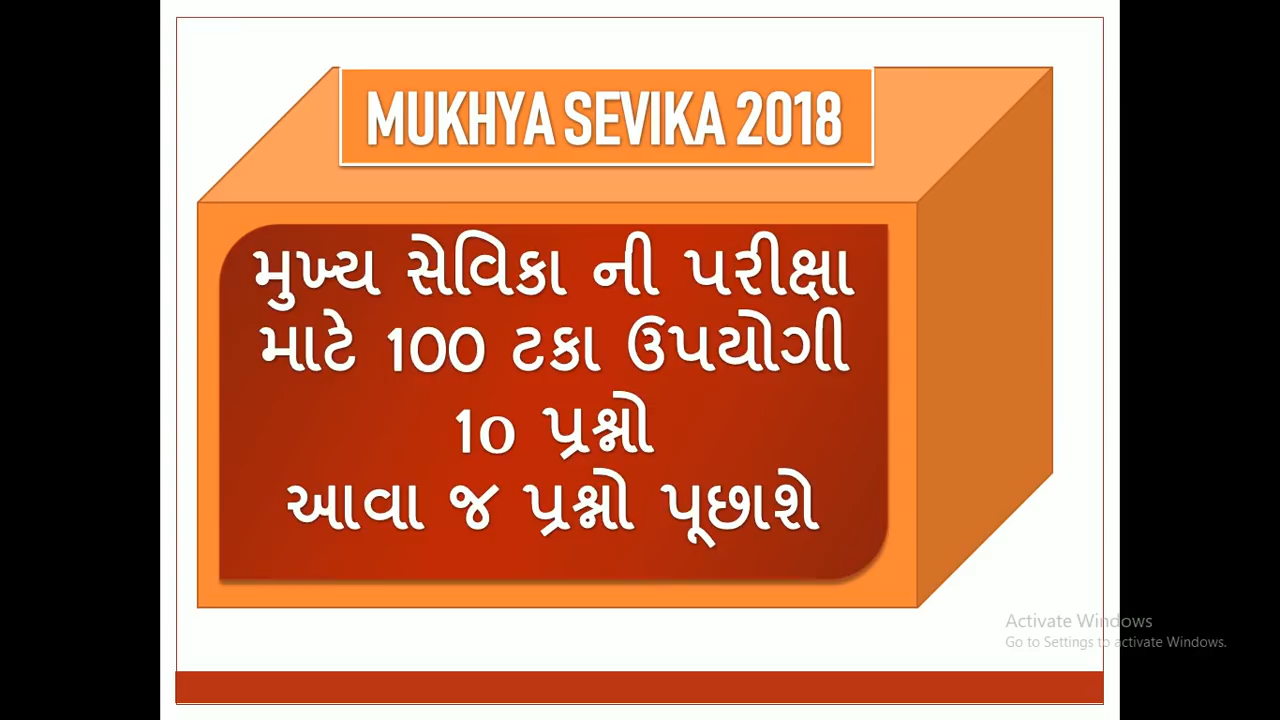 MUKHYA SEVIKA 2018
મુખ્ય સેવિકા ની પરીક્ષા
માટે 100 ટકા ઉપયોગી
10 પ્રશ્નો
આવા જ પ્રશ્નો પૂછાશે
Activate Windows
Go to Settings to activate Windows.